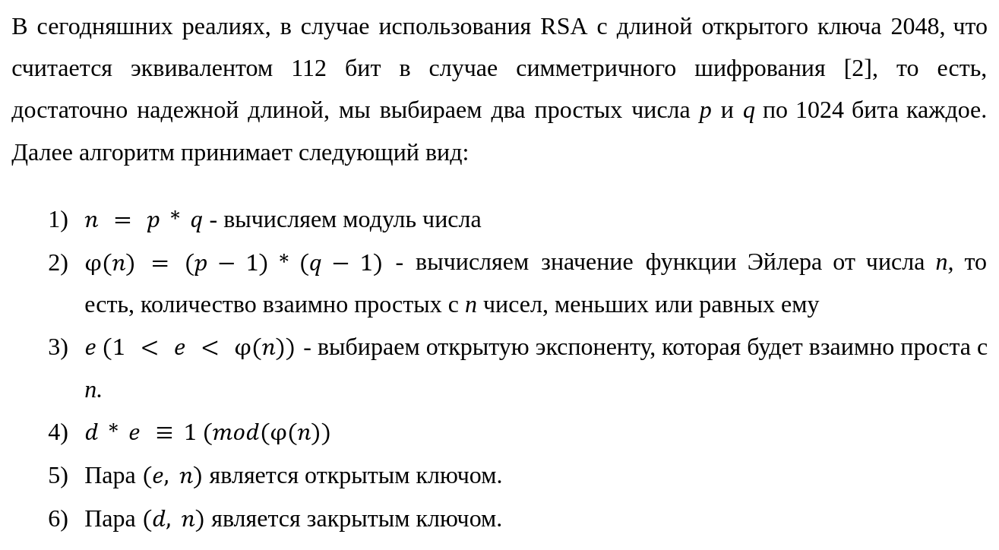 В сегодняшних реалиях, в случае использования RSA с длиной открытого ключа 2048, что
считается эквивалентом 112 бит в случае симметричного шифрования [2], то есть,
достаточно надежной длиной, мы выбираем два простых числа p и q по 1024 бита каждое.
Далее алгоритм принимает следующий вид:
1) n = p * q - вычисляем модуль числа
2) φ(n) = (p − 1) * (q − 1) - вычисляем значение функции Эйлера от числа n, то
есть, количество взаимно простых с n чисел, меньших или равных ему
3) e (1 < e < φ(n)) - выбираем открытую экспоненту, которая будет взаимно проста с
n.
4) d * e ≡ 1 (mod(φ(n))
5) Пара (e, n) является открытым ключом.
6) Пара (d, n) является закрытым ключом.